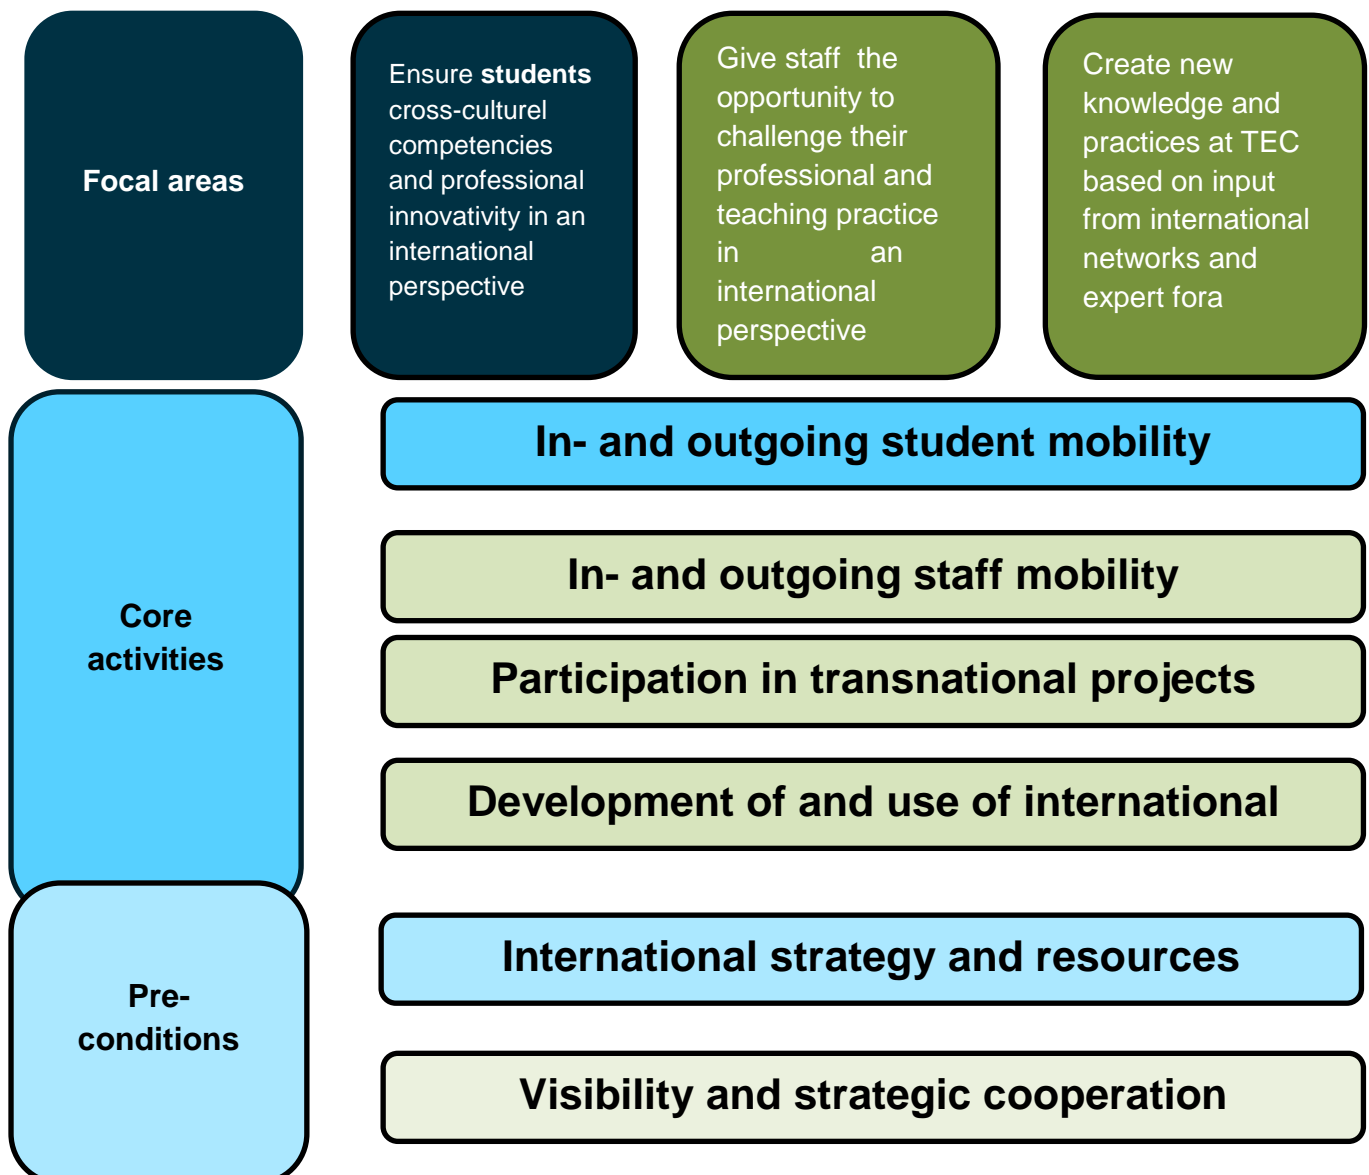 Focal areas
Ensure students
cross-culturel
competencies
and professional
innovativity in an
international
perspective
Give staff the
opportunity to
challenge their
professional and
teaching practice
in an
international
perspective
Create new
knowledge and
practices at TEC
based on input
from international
networks and
expert fora
Core
activities
In- and outgoing student mobility
In- and outgoing staff mobility
Participation in transnational projects
Development of and use of international
Pre-
conditions
International strategy and resources
Visibility and strategic cooperation